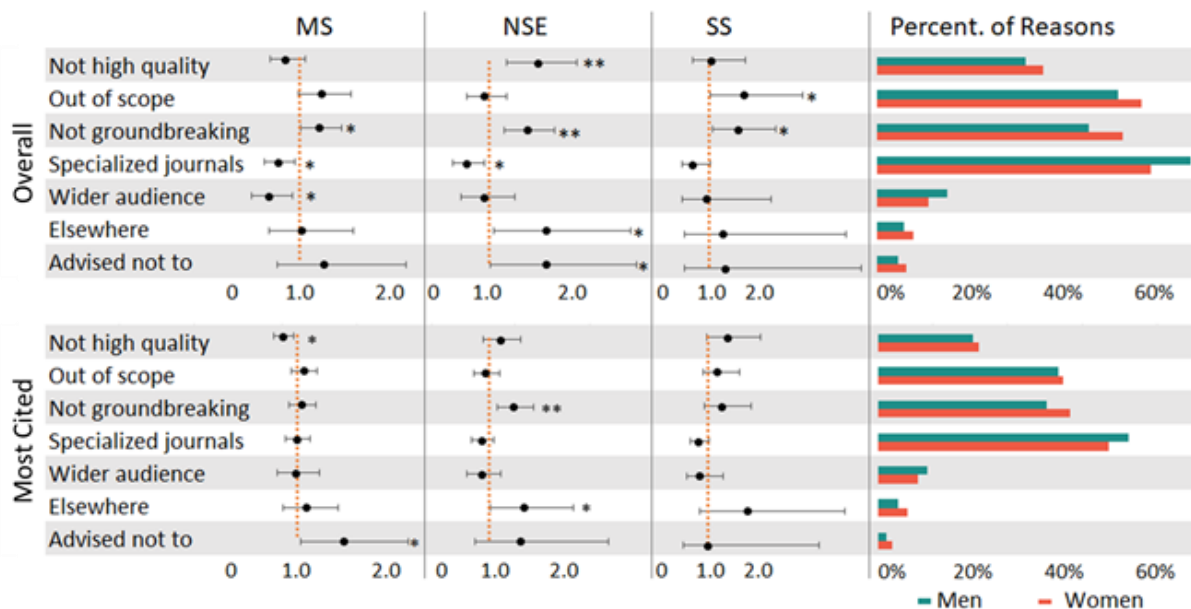 MS NSE SS Percent. of Reasons
Overall
Not high quality **
Out of scope *
Not groundbreaking * ** *
Specialized journals * *
Wider audience *
Elsewhere *
Advised not to *
0 1.0 2.0 0 1.0 2.0 0 1.0 2.0 0% 20% 40% 60%
Most Cited
Not high quality *
Out of scope
Not groundbreaking **
Specialized journals
Wider audience
Elsewhere *
Advised not to *
0 1.0 2.0 0 1.0 2.0 0 1.0 2.0 0% 20% 40% 60%
Men Women